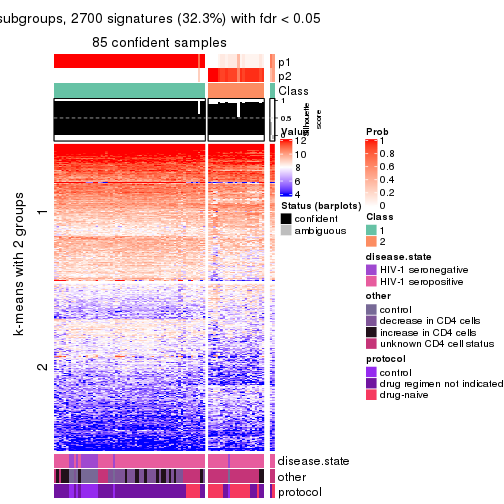 subgroups, 2700 signatures (32.3%) with fdr < 0.05
85 confident samples
p1
p2
Class
1
0.5
0
Silhouette
score
k-means with 2 groups
1
2
disease.state
other
protocol
Value
12
10
8
6
4
Status (barplots)
confident
ambiguous
Prob
1
0.8
0.6
0.4
0.2
0
Class
1
2
disease.state
HIV-1 seronegative
HIV-1 seropositive
other
control
decrease in CD4 cells
increase in CD4 cells
unknown CD4 cell status
protocol
control
drug regimen not indicated
drug-naive